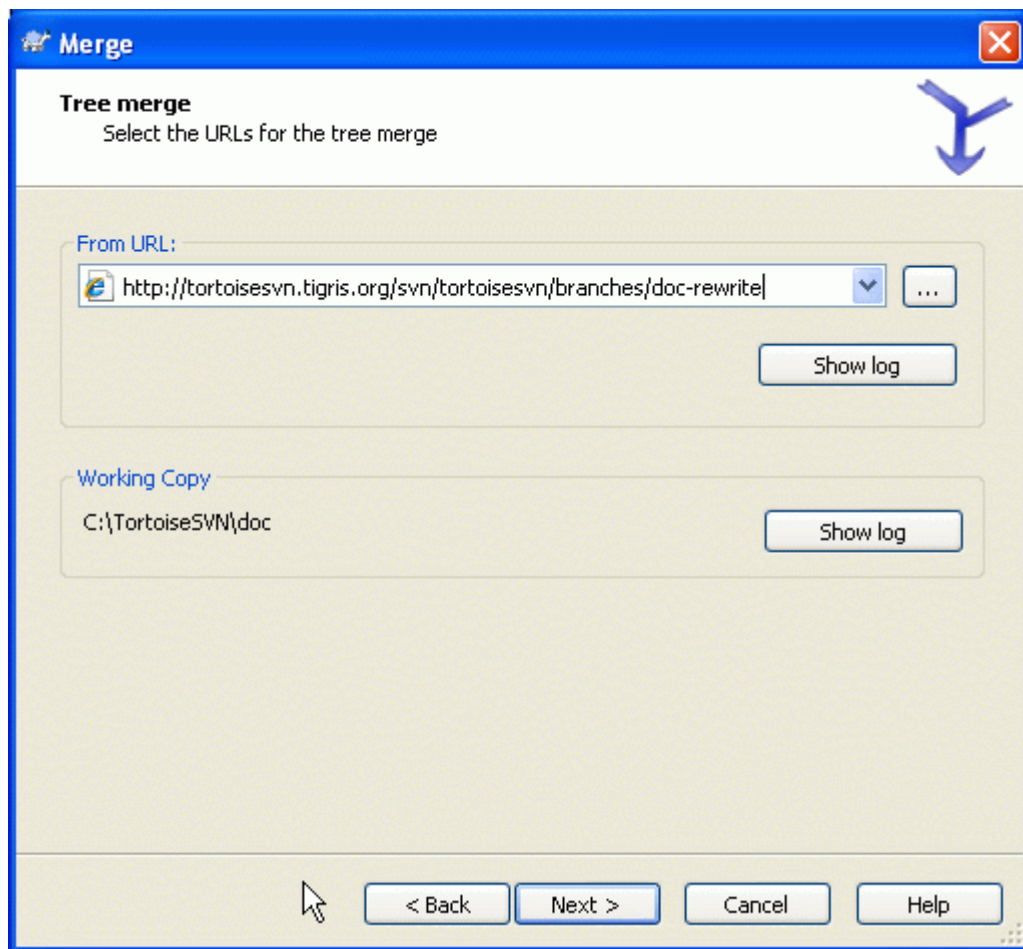 Merge
Tree merge
Select the URLs for the tree merge
From URL:
http://tortoisesvn.tigris.org/svn/tortoisesvn/branches/doc-rewrite
...
Show log
Working Copy
C:\TortoiseSVN\doc
Show log
< Back
Next >
Cancel
Help